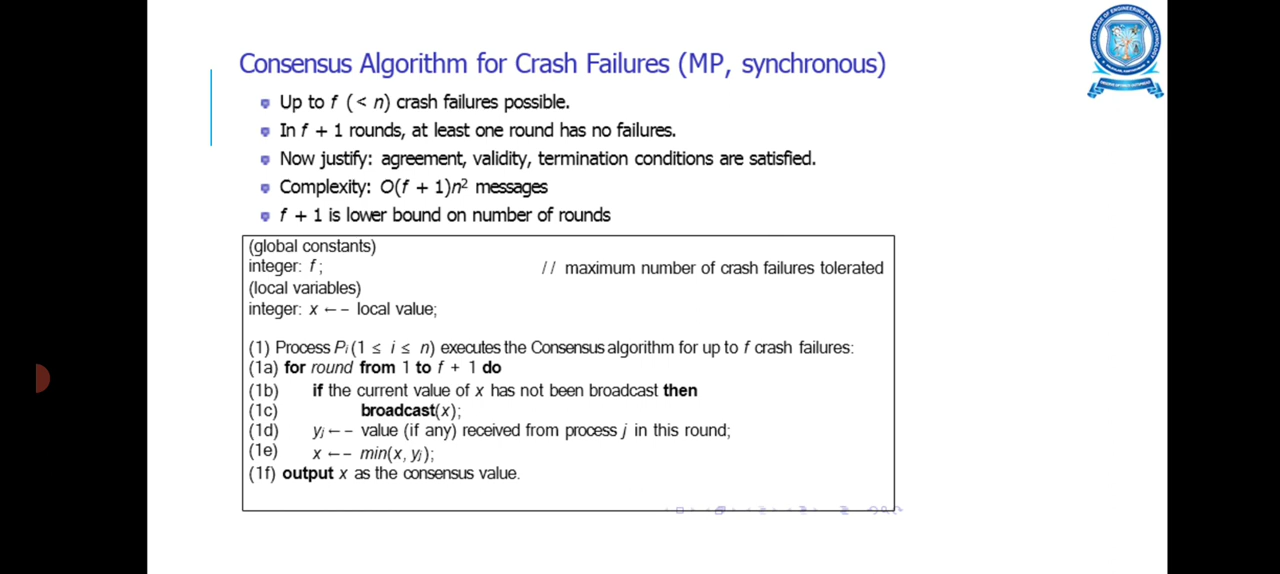 Consensus Algorithm for Crash Failures (MP, synchronous)
Up to f (< n) crash failures possible.
In f + 1 rounds, at least one round has no failures.
Now justify: agreement, validity, termination conditions are satisfied.
Complexity: O(f + 1)n² messages
f + 1 is lower bound on number of rounds
(global constants)
integer: f; // maximum number of crash failures tolerated
(local variables)
integer: x ←− local value;
(1) Process Pᵢ(1 ≤ i ≤ n) executes the Consensus algorithm for up to f crash failures:
(1a) for round from 1 to f + 1 do
(1b) if the current value of x has not been broadcast then
(1c) broadcast(x);
(1d) yⱼ ←− value (if any) received from process j in this round;
(1e) x ←− min(x, yⱼ);
(1f) output x as the consensus value.